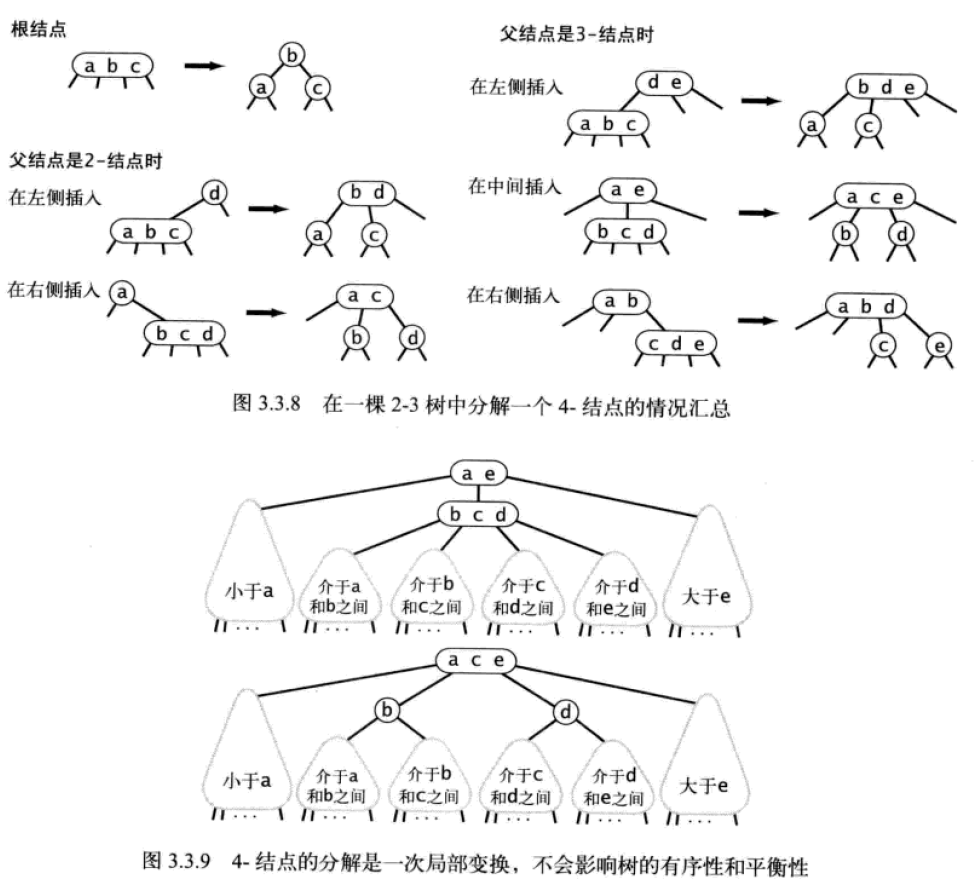 根结点
a b c
b
a
c
父结点是2-结点时
在左侧插入
d
a b c
b d
a
c
在右侧插入
a
b c d
a c
b
d
父结点是3-结点时
在左侧插入
d e
a b c
b d e
a
c
在中间插入
a e
b c d
a c e
b
d
在右侧插入
a b
c d e
a b d
c
e
图 3.3.8 在一棵 2-3 树中分解一个 4- 结点的情况汇总
a e
b c d
小于a
介于a
和b之间
介于b
和c之间
介于c
和d之间
介于d
和e之间
大于e
a c e
b
d
小于a
介于a
和b之间
介于b
和c之间
介于c
和d之间
介于d
和e之间
大于e
图 3.3.9 4- 结点的分解是一次局部变换，不会影响树的有序性和平衡性